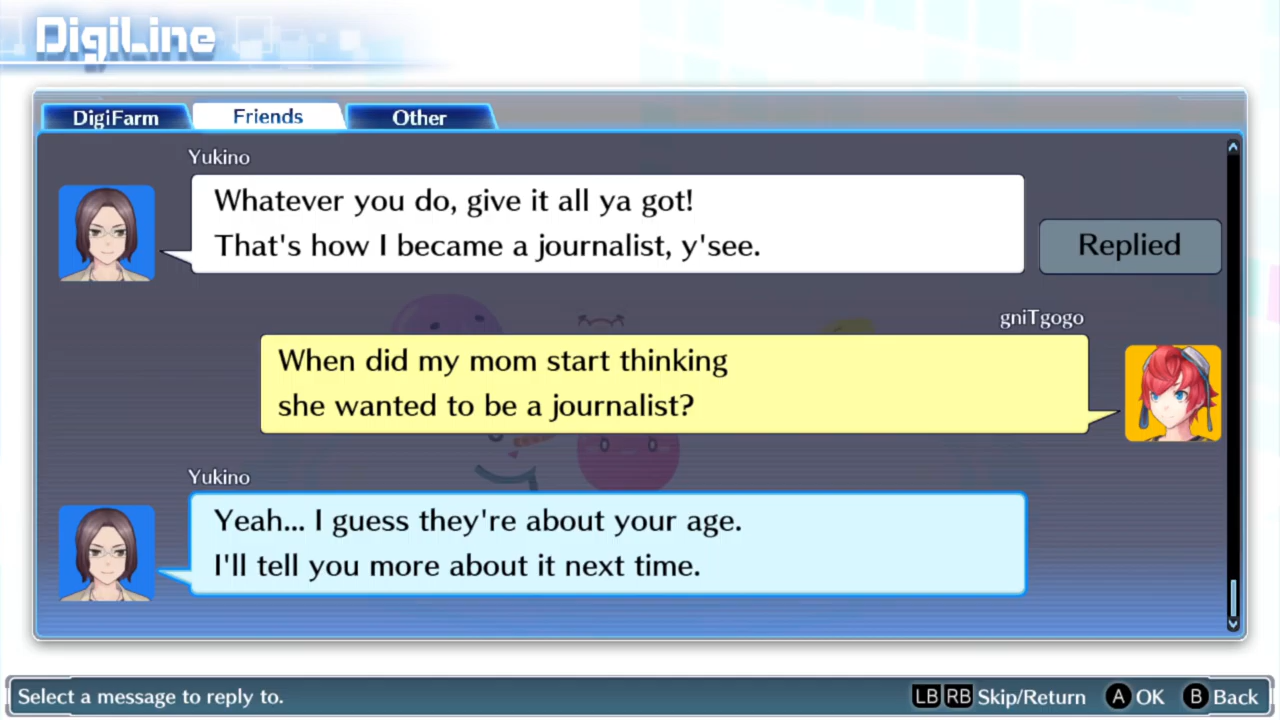 DigiLine
DigiFarm
Friends
Other
Yukino
Whatever you do, give it all ya got!
That's how I became a journalist, y'see.
Replied
gniTgogo
When did my mom start thinking
she wanted to be a journalist?
Yukino
Yeah... I guess they're about your age.
I'll tell you more about it next time.
Select a message to reply to.
LB RB Skip/Return A OK B Back